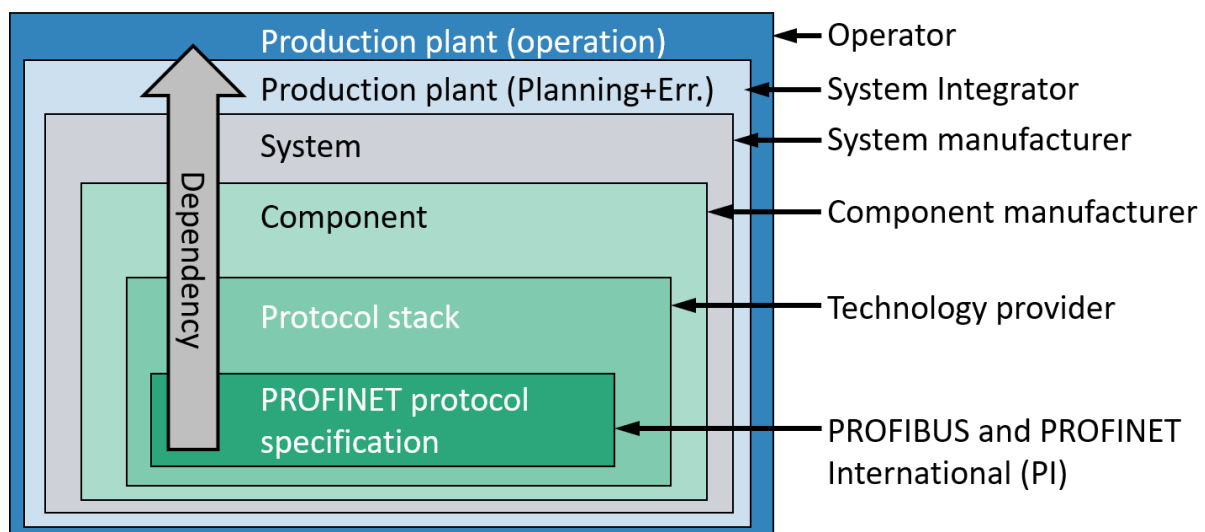 Production plant (operation)
Operator
Production plant (Planning+Err.)
System Integrator
System
System manufacturer
Dependency
Component
Component manufacturer
Protocol stack
Technology provider
PROFINET protocol
specification
PROFIBUS and PROFINET
International (PI)